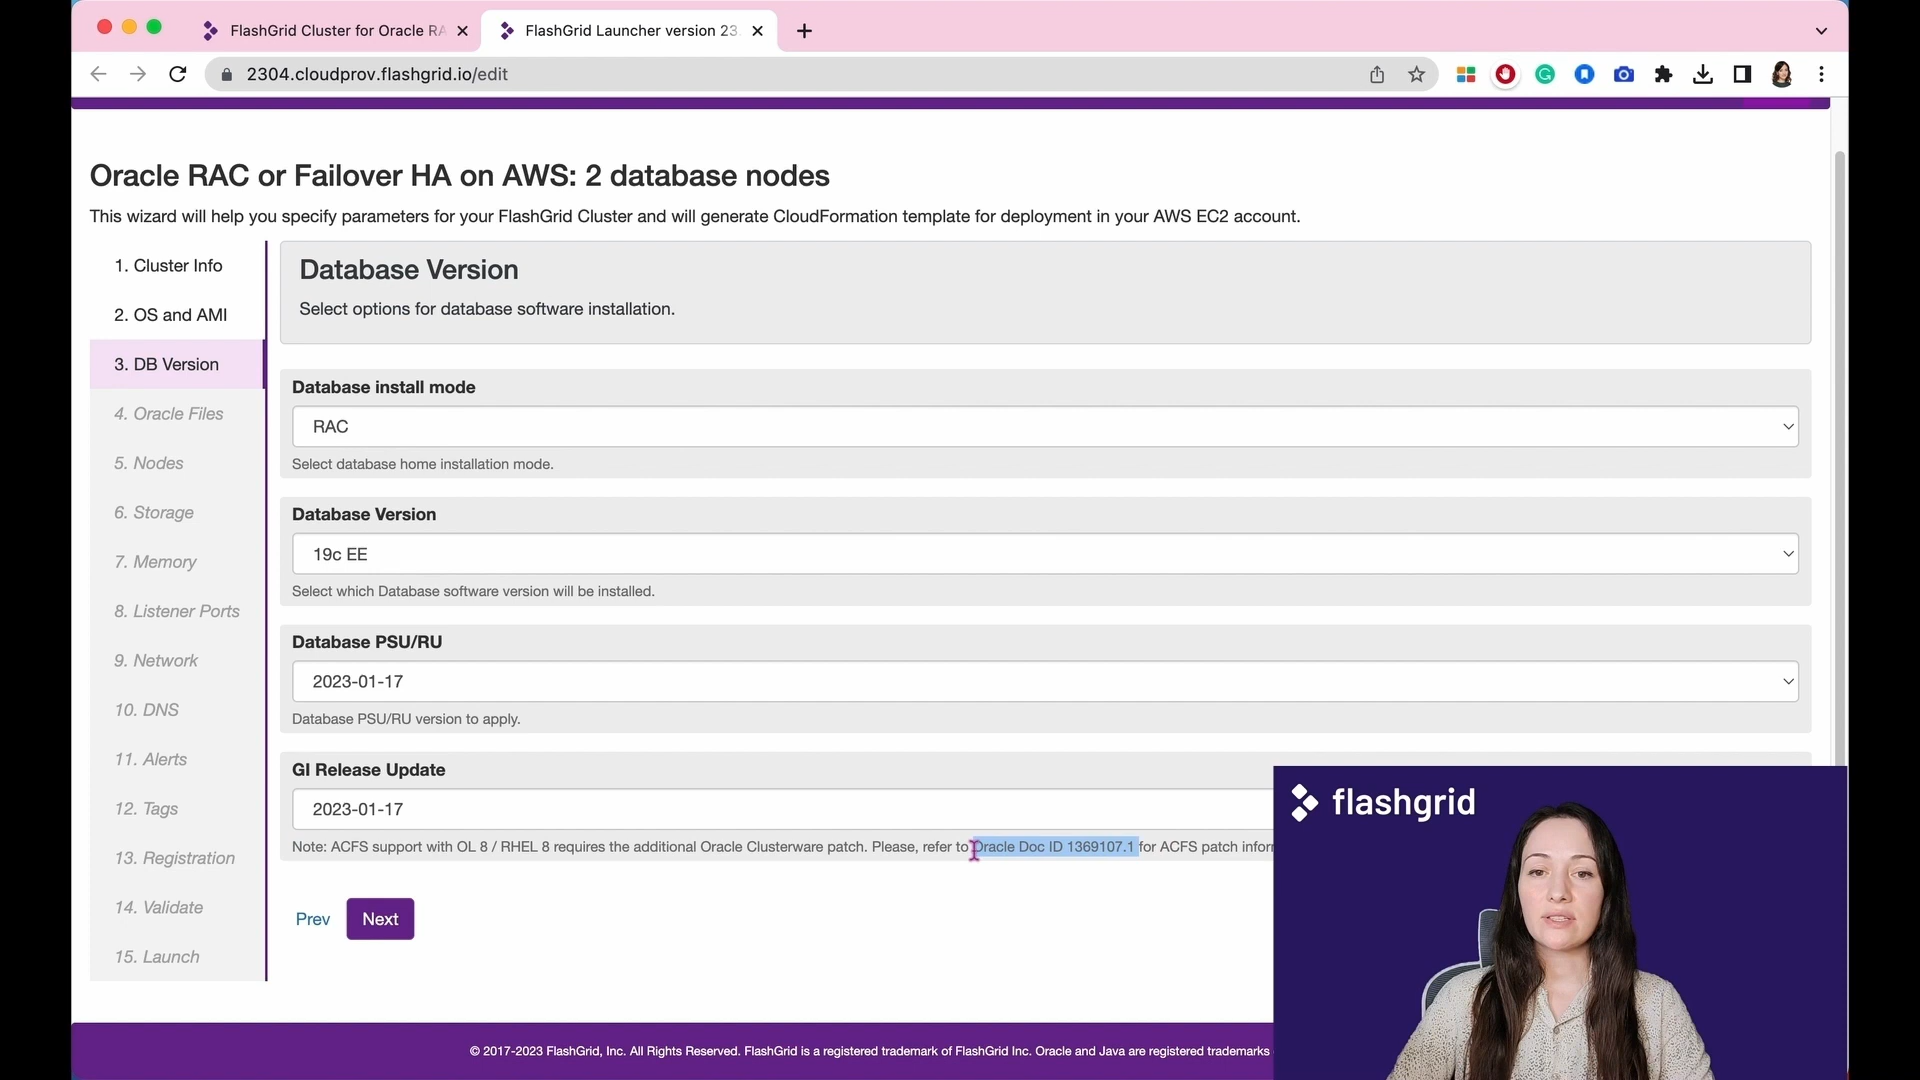 FlashGrid Cluster for Oracle RA
FlashGrid Launcher version 23
2304.cloudprov.flashgrid.io/edit
Oracle RAC or Failover HA on AWS: 2 database nodes
This wizard will help you specify parameters for your FlashGrid Cluster and will generate CloudFormation template for deployment in your AWS EC2 account.
1. Cluster Info
2. OS and AMI
3. DB Version
4. Oracle Files
5. Nodes
6. Storage
7. Memory
8. Listener Ports
9. Network
10. DNS
11. Alerts
12. Tags
13. Registration
14. Validate
15. Launch
Database Version
Select options for database software installation.
Database install mode
RAC
Select database home installation mode.
Database Version
19c EE
Select which Database software version will be installed.
Database PSU/RU
2023-01-17
Database PSU/RU version to apply.
GI Release Update
2023-01-17
Note: ACFS support with OL 8 / RHEL 8 requires the additional Oracle Clusterware patch. Please, refer to Oracle Doc ID 1369107.1 for ACFS patch infor
Prev
Next
flashgrid
© 2017-2023 FlashGrid, Inc. All Rights Reserved. FlashGrid is a registered trademark of FlashGrid Inc. Oracle and Java are registered trademarks